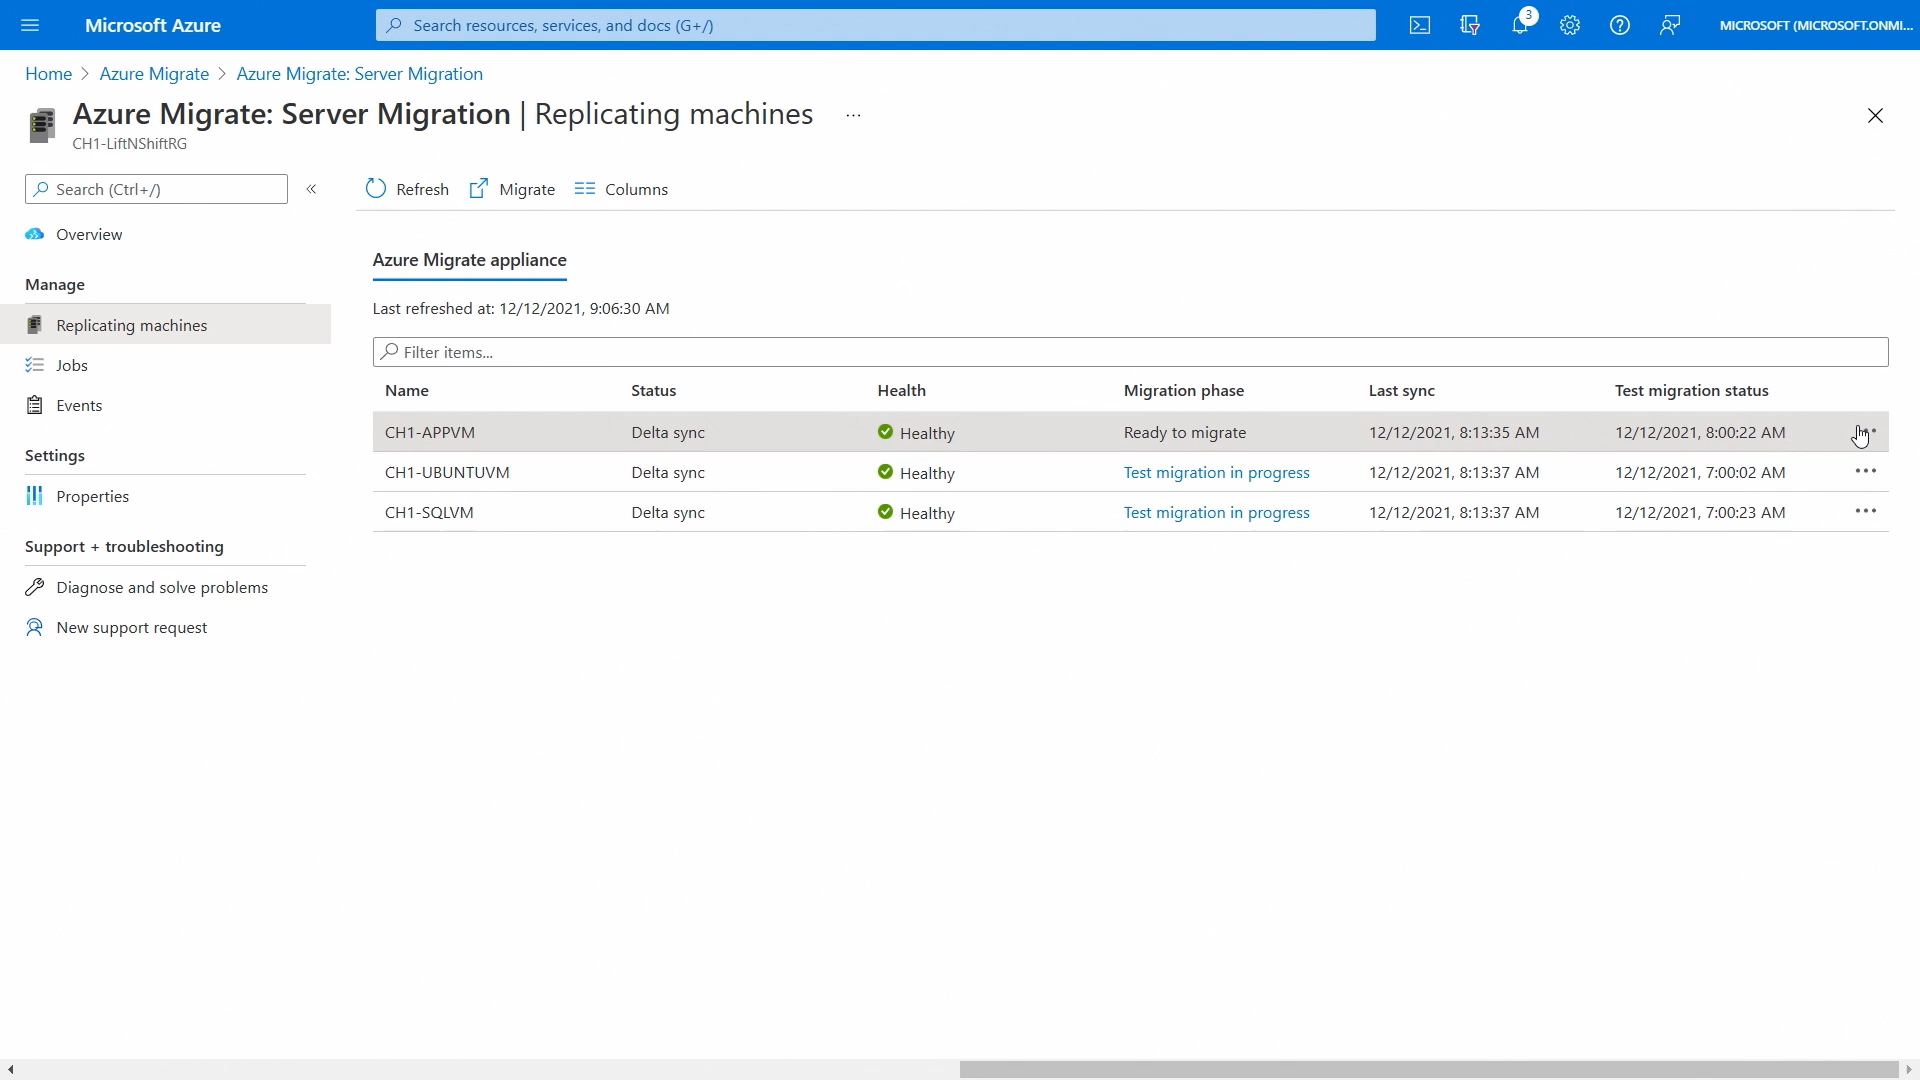 Microsoft Azure
Search resources, services, and docs (G+/)
3
MICROSOFT (MICROSOFT.ONMI...
Home > Azure Migrate > Azure Migrate: Server Migration
Azure Migrate: Server Migration | Replicating machines ...
CH1-LiftNShiftRG
Search (Ctrl+/) «
Refresh Migrate Columns
Overview
Manage
Replicating machines
Jobs
Events
Settings
Properties
Support + troubleshooting
Diagnose and solve problems
New support request
Azure Migrate appliance
Last refreshed at: 12/12/2021, 9:06:30 AM
Filter items...
Name Status Health Migration phase Last sync Test migration status
CH1-APPVM Delta sync Healthy Ready to migrate 12/12/2021, 8:13:35 AM 12/12/2021, 8:00:22 AM
CH1-UBUNTUVM Delta sync Healthy Test migration in progress 12/12/2021, 8:13:37 AM 12/12/2021, 7:00:02 AM ...
CH1-SQLVM Delta sync Healthy Test migration in progress 12/12/2021, 8:13:37 AM 12/12/2021, 7:00:23 AM ...